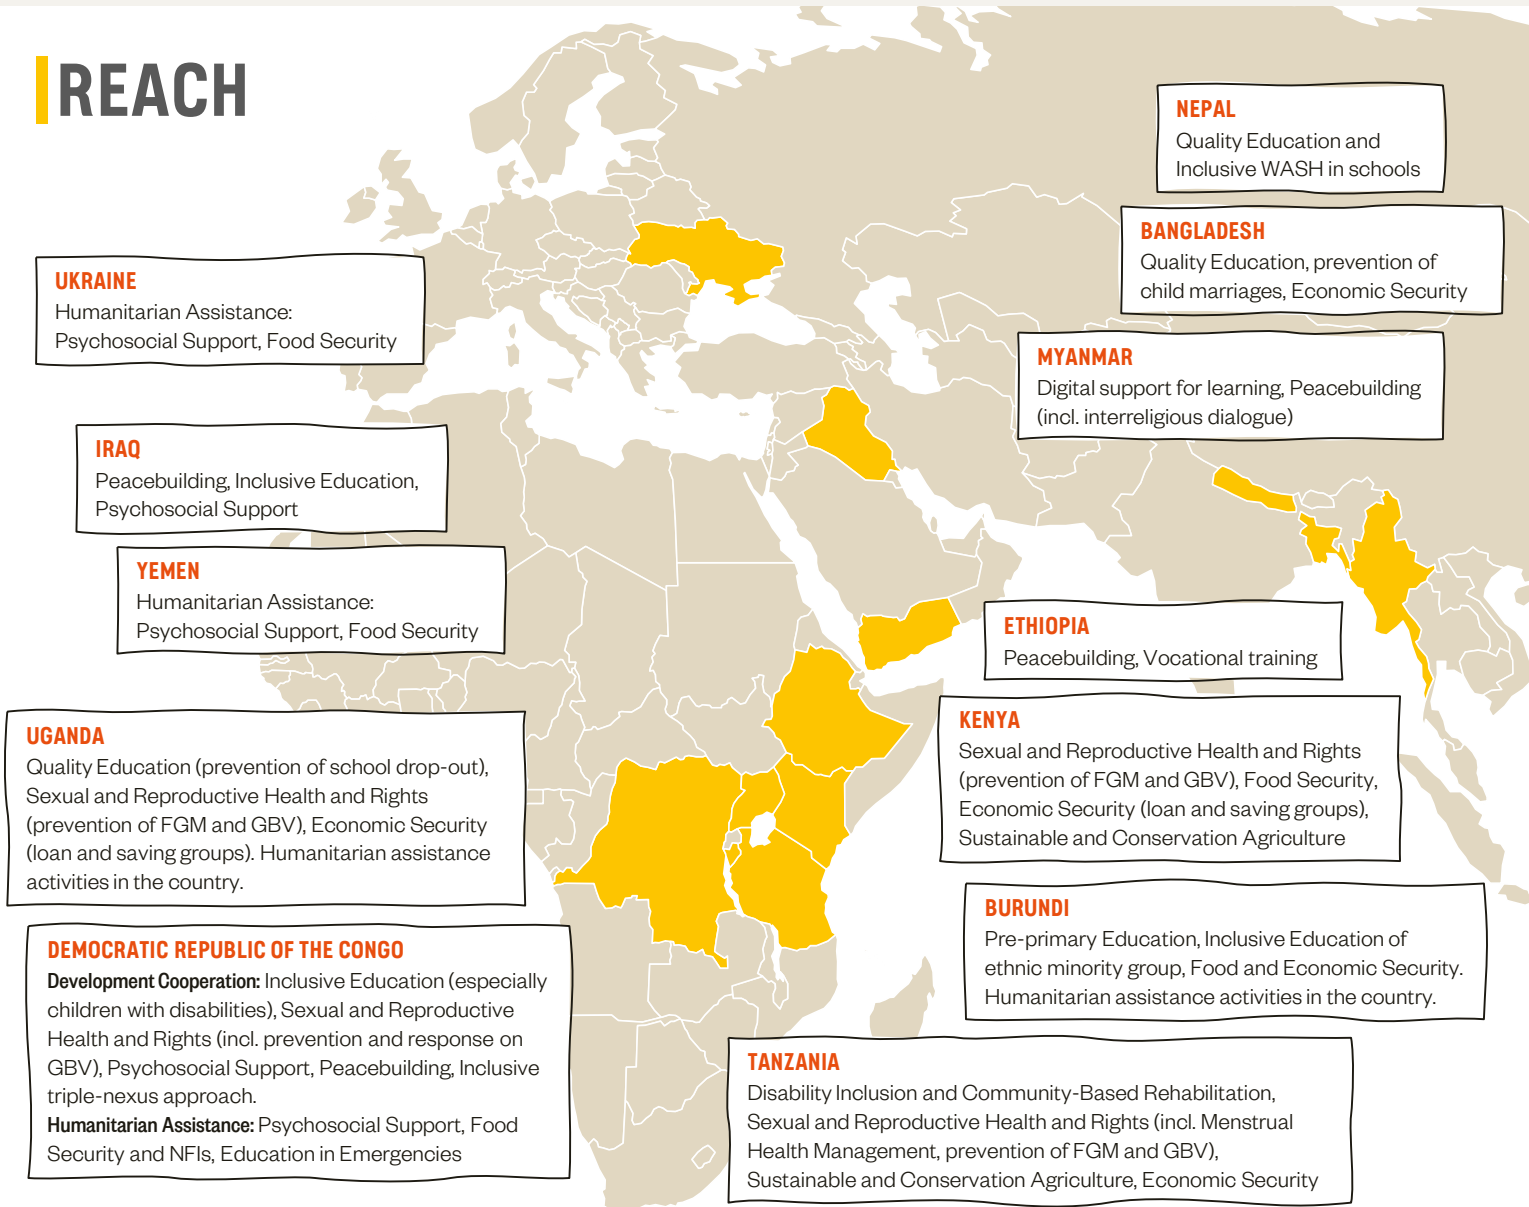 REACH
NEPAL
Quality Education and
Inclusive WASH in schools
BANGLADESH
Quality Education, prevention of
child marriages, Economic Security
UKRAINE
Humanitarian Assistance:
Psychosocial Support, Food Security
MYANMAR
Digital support for learning, Peacebuilding
(incl. interreligious dialogue)
IRAQ
Peacebuilding, Inclusive Education,
Psychosocial Support
YEMEN
Humanitarian Assistance:
Psychosocial Support, Food Security
ETHIOPIA
Peacebuilding, Vocational training
UGANDA
Quality Education (prevention of school drop-out),
Sexual and Reproductive Health and Rights
(prevention of FGM and GBV), Economic Security
(loan and saving groups). Humanitarian assistance
activities in the country.
KENYA
Sexual and Reproductive Health and Rights
(prevention of FGM and GBV), Food Security,
Economic Security (loan and saving groups),
Sustainable and Conservation Agriculture
BURUNDI
Pre-primary Education, Inclusive Education of
ethnic minority group, Food and Economic Security.
Humanitarian assistance activities in the country.
DEMOCRATIC REPUBLIC OF THE CONGO
Development Cooperation: Inclusive Education (especially
children with disabilities), Sexual and Reproductive
Health and Rights (incl. prevention and response on
GBV), Psychosocial Support, Peacebuilding, Inclusive
triple-nexus approach.
Humanitarian Assistance: Psychosocial Support, Food
Security and NFIs, Education in Emergencies
TANZANIA
Disability Inclusion and Community-Based Rehabilitation,
Sexual and Reproductive Health and Rights (incl. Menstrual
Health Management, prevention of FGM and GBV),
Sustainable and Conservation Agriculture, Economic Security